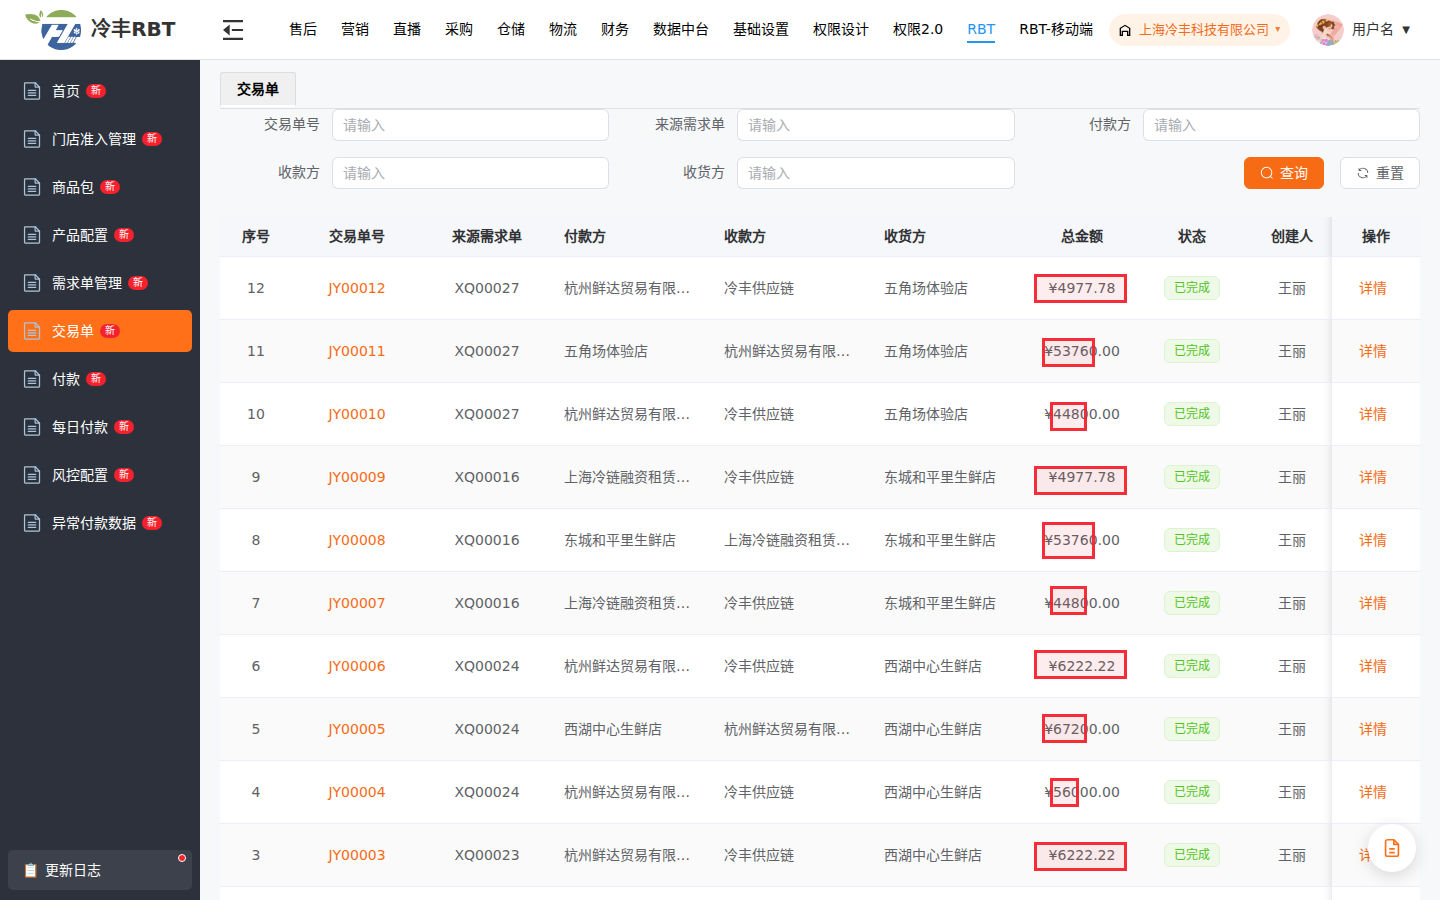 冷丰RBT
售后 营销 直播 采购 仓储 物流 财务 数据中台 基础设置 权限设计 权限2.0 RBT RBT-移动端 上海冷丰科技有限公司 ▾ 用户名 ▼
首页 新
门店准入管理 新
商品包 新
产品配置 新
需求单管理 新
交易单 新
付款 新
每日付款 新
风控配置 新
异常付款数据 新
更新日志
交易单
交易单号 请输入 来源需求单 请输入 付款方 请输入
收款方 请输入 收货方 请输入 查询 重置
序号 交易单号 来源需求单 付款方 收款方 收货方 总金额 状态 创建人 操作
12 JY00012 XQ00027 杭州鲜达贸易有限... 冷丰供应链 五角场体验店 ¥4977.78 已完成 王丽 详情
11 JY00011 XQ00027 五角场体验店 杭州鲜达贸易有限... 五角场体验店 ¥53760.00 已完成 王丽 详情
10 JY00010 XQ00027 杭州鲜达贸易有限... 冷丰供应链 五角场体验店 ¥44800.00 已完成 王丽 详情
9 JY00009 XQ00016 上海冷链融资租赁... 冷丰供应链 东城和平里生鲜店 ¥4977.78 已完成 王丽 详情
8 JY00008 XQ00016 东城和平里生鲜店 上海冷链融资租赁... 东城和平里生鲜店 ¥53760.00 已完成 王丽 详情
7 JY00007 XQ00016 上海冷链融资租赁... 冷丰供应链 东城和平里生鲜店 ¥44800.00 已完成 王丽 详情
6 JY00006 XQ00024 杭州鲜达贸易有限... 冷丰供应链 西湖中心生鲜店 ¥6222.22 已完成 王丽 详情
5 JY00005 XQ00024 西湖中心生鲜店 杭州鲜达贸易有限... 西湖中心生鲜店 ¥67200.00 已完成 王丽 详情
4 JY00004 XQ00024 杭州鲜达贸易有限... 冷丰供应链 西湖中心生鲜店 ¥56000.00 已完成 王丽 详情
3 JY00003 XQ00023 杭州鲜达贸易有限... 冷丰供应链 西湖中心生鲜店 ¥6222.22 已完成 王丽 详